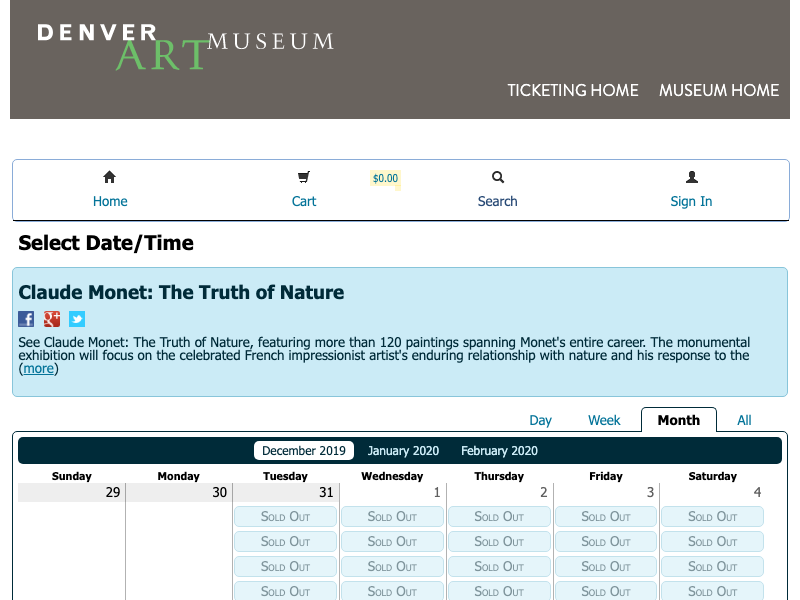 DENVER
ART MUSEUM
TICKETING HOME MUSEUM HOME
$0.00
Home Cart Search Sign In
Select Date/Time
Claude Monet: The Truth of Nature
See Claude Monet: The Truth of Nature, featuring more than 120 paintings spanning Monet's entire career. The monumental
exhibition will focus on the celebrated French impressionist artist's enduring relationship with nature and his response to the
(more)
Day Week Month All
December 2019 January 2020 February 2020
Sunday Monday Tuesday Wednesday Thursday Friday Saturday
29 30 31 1 2 3 4
Sold Out Sold Out Sold Out Sold Out Sold Out
Sold Out Sold Out Sold Out Sold Out Sold Out
Sold Out Sold Out Sold Out Sold Out Sold Out
Sold Out Sold Out Sold Out Sold Out Sold Out